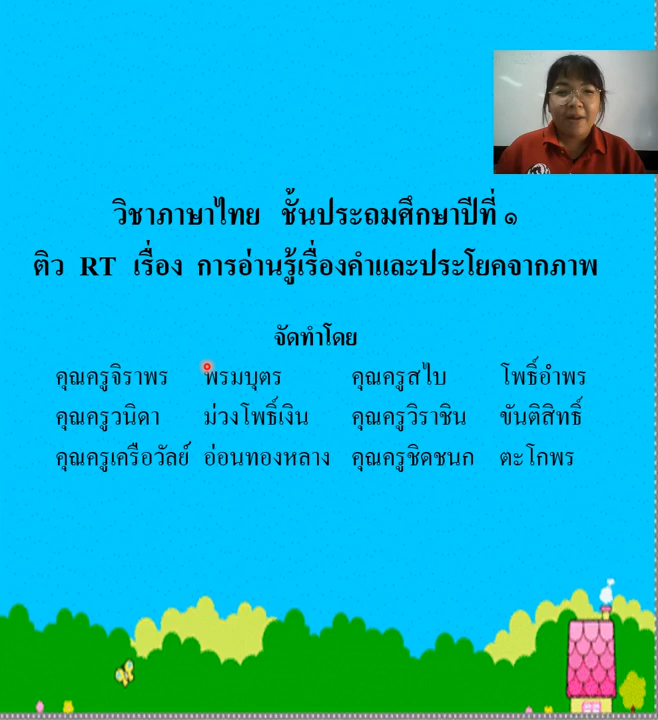 วิชาภาษาไทย ชั้นประถมศึกษาปีที่ ๑
ติว RT เรื่อง การอ่านรู้เรื่องคำและประโยคจากภาพ
จัดทำโดย
คุณครูจิราพร พรมบุตร คุณครูสไบ โพธิ์อำพร
คุณครูวนิดา ม่วงโพธิ์เงิน คุณครูวิราชิน ขันติสิทธิ์
คุณครูเครือวัลย์ อ่อนทองหลาง คุณครูชิดชนก ตะโกพร